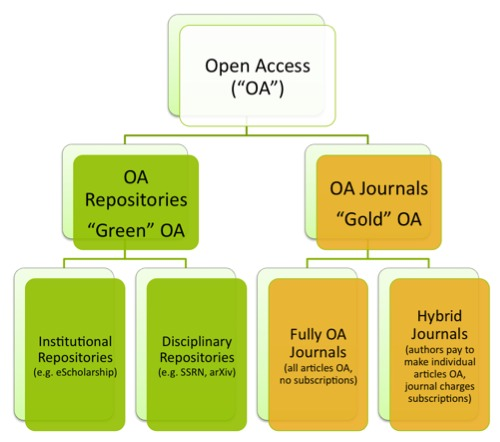 Open Access
(“OA”)
OA
Repositories
“Green” OA
OA Journals
“Gold” OA
Institutional
Repositories
(e.g. eScholarship)
Disciplinary
Repositories
(e.g. SSRN, arXiv)
Fully OA
Journals
(all articles OA,
no subscriptions)
Hybrid
Journals
(authors pay to
make individual
articles OA,
journal charges
subscriptions)